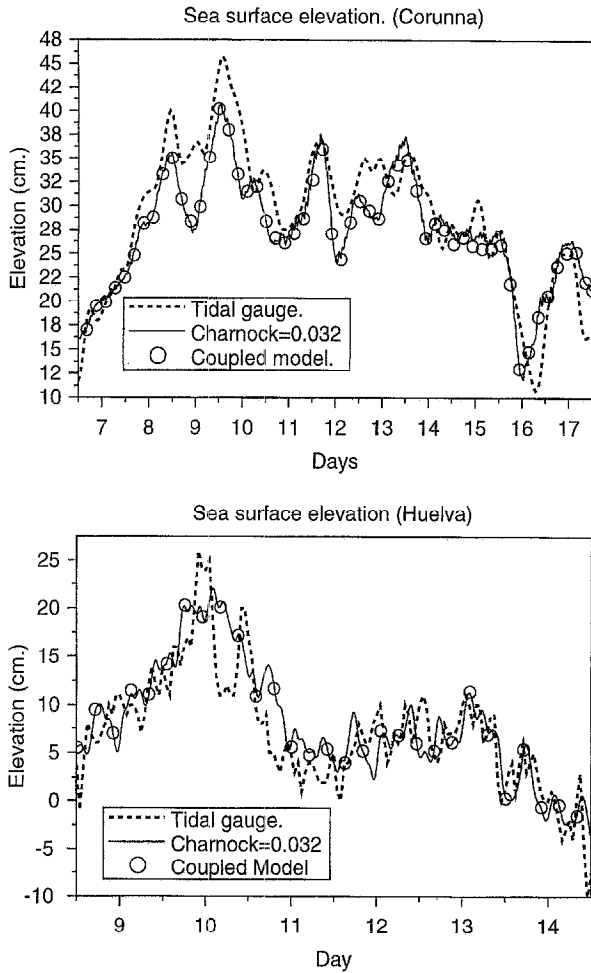 Sea surface elevation. (Corunna)
Elevation (cm.)
48
45
42
40
38
35
32
30
28
25
22
20
18
15
12
10
Tidal gauge.
Charnock=0.032
Coupled model.
7 8 9 10 11 12 13 14 15 16 17
Days
Sea surface elevation (Huelva)
Elevation (cm.)
25
20
15
10
5
0
-5
-10
Tidal gauge.
Charnock=0.032
Coupled Model
9 10 11 12 13 14
Day